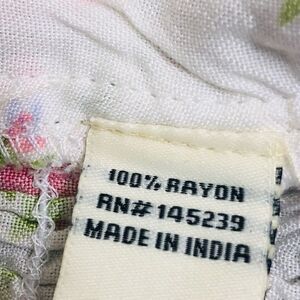 100% RAYON
RN# 145239
MADE IN INDIA